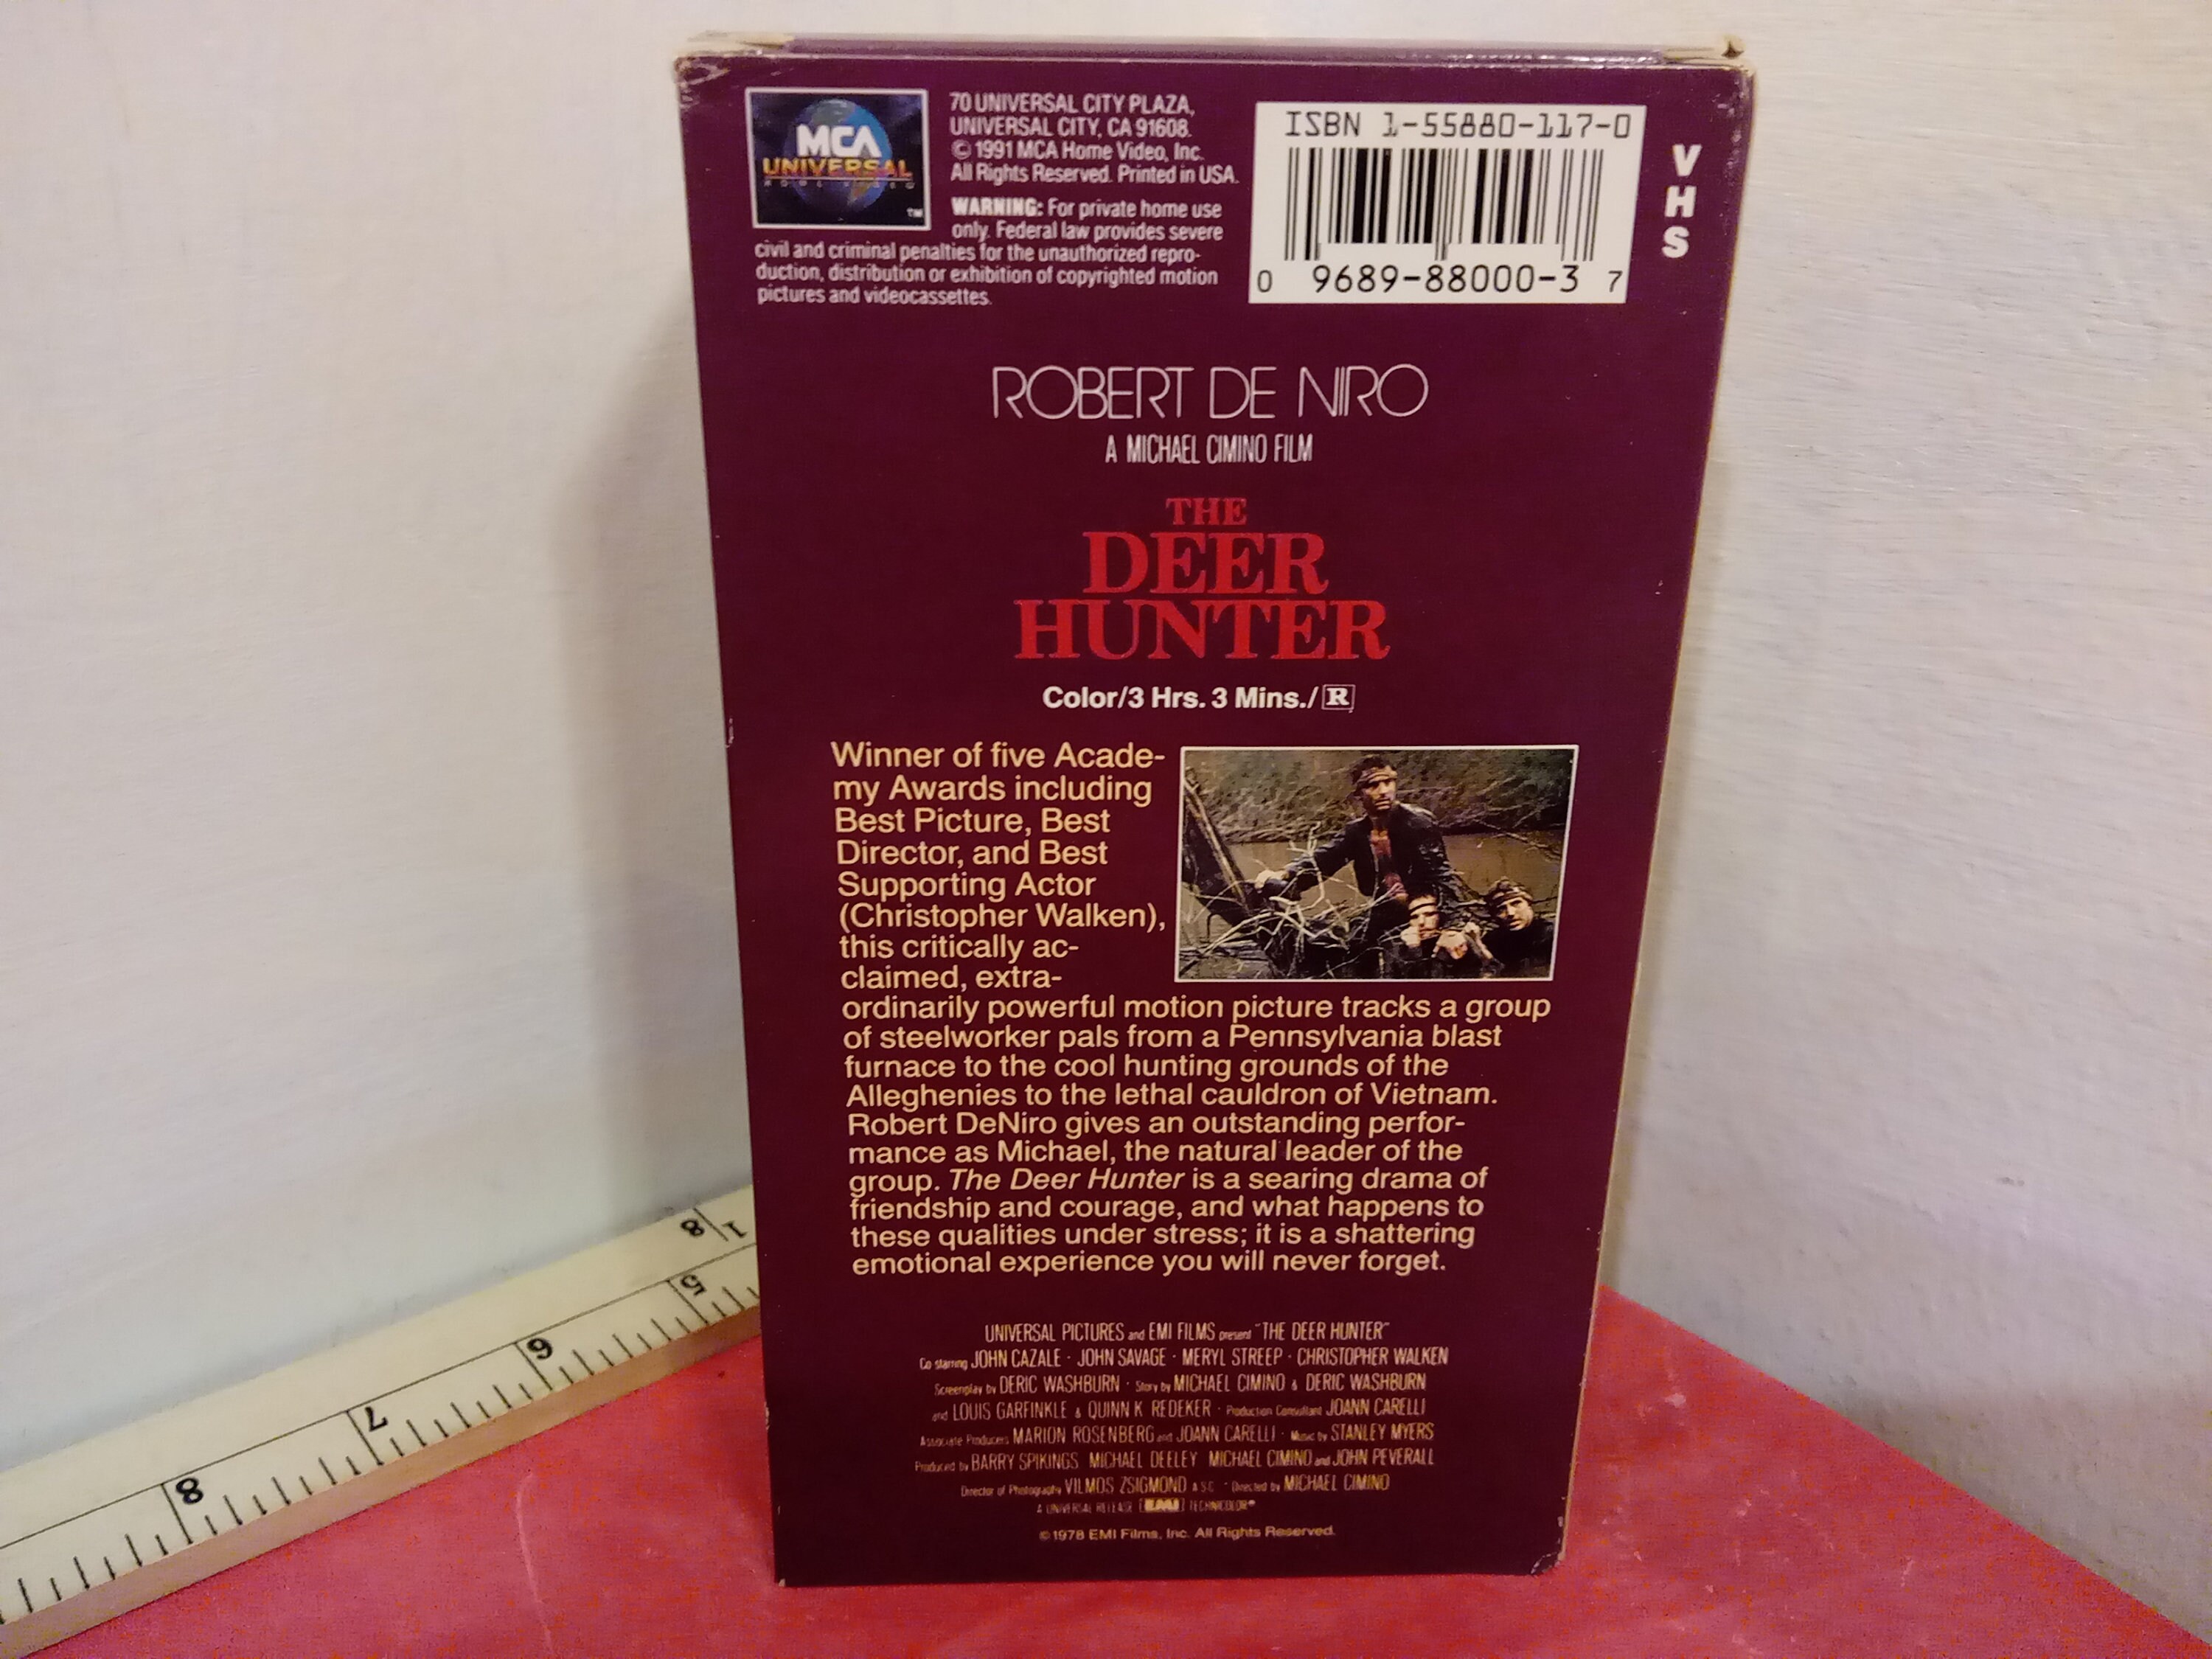 MCA
UNIVERSAL
HOME VIDEO
TM
70 UNIVERSAL CITY PLAZA,
UNIVERSAL CITY, CA 91608.
© 1991 MCA Home Video, Inc.
All Rights Reserved. Printed in USA.
WARNING: For private home use
only. Federal law provides severe
civil and criminal penalties for the unauthorized repro-
duction, distribution or exhibition of copyrighted motion
pictures and videocassettes.
ISBN 1-55880-117-0
0 9689-88000-3 7
VHS
ROBERT DE NIRO
A MICHAEL CIMINO FILM
THE
DEER
HUNTER
Color/3 Hrs. 3 Mins./R
Winner of five Acade-
my Awards including
Best Picture, Best
Director, and Best
Supporting Actor
(Christopher Walken),
this critically ac-
claimed, extra-
ordinarily powerful motion picture tracks a group
of steelworker pals from a Pennsylvania blast
furnace to the cool hunting grounds of the
Alleghenies to the lethal cauldron of Vietnam.
Robert DeNiro gives an outstanding perfor-
mance as Michael, the natural leader of the
group. The Deer Hunter is a searing drama of
friendship and courage, and what happens to
these qualities under stress; it is a shattering
emotional experience you will never forget.
UNIVERSAL PICTURES and EMI FILMS present "THE DEER HUNTER"
Co starring JOHN CAZALE · JOHN SAVAGE · MERYL STREEP · CHRISTOPHER WALKEN
Screenplay by DERIC WASHBURN · Story by MICHAEL CIMINO & DERIC WASHBURN
and LOUIS GARFINKLE & QUINN K. REDEKER · Production Consultant JOANN CARELLI
Associate Producers MARION ROSENBERG and JOANN CARELLI · Music by STANLEY MYERS
Produced by BARRY SPIKINGS MICHAEL DEELEY MICHAEL CIMINO and JOHN PEVERALL
Director of Photography VILMOS ZSIGMOND A.S.C. · Directed by MICHAEL CIMINO
A UNIVERSAL RELEASE EMI TECHNICOLOR®
© 1978 EMI Films, Inc. All Rights Reserved.
1 8
5
6
7
8